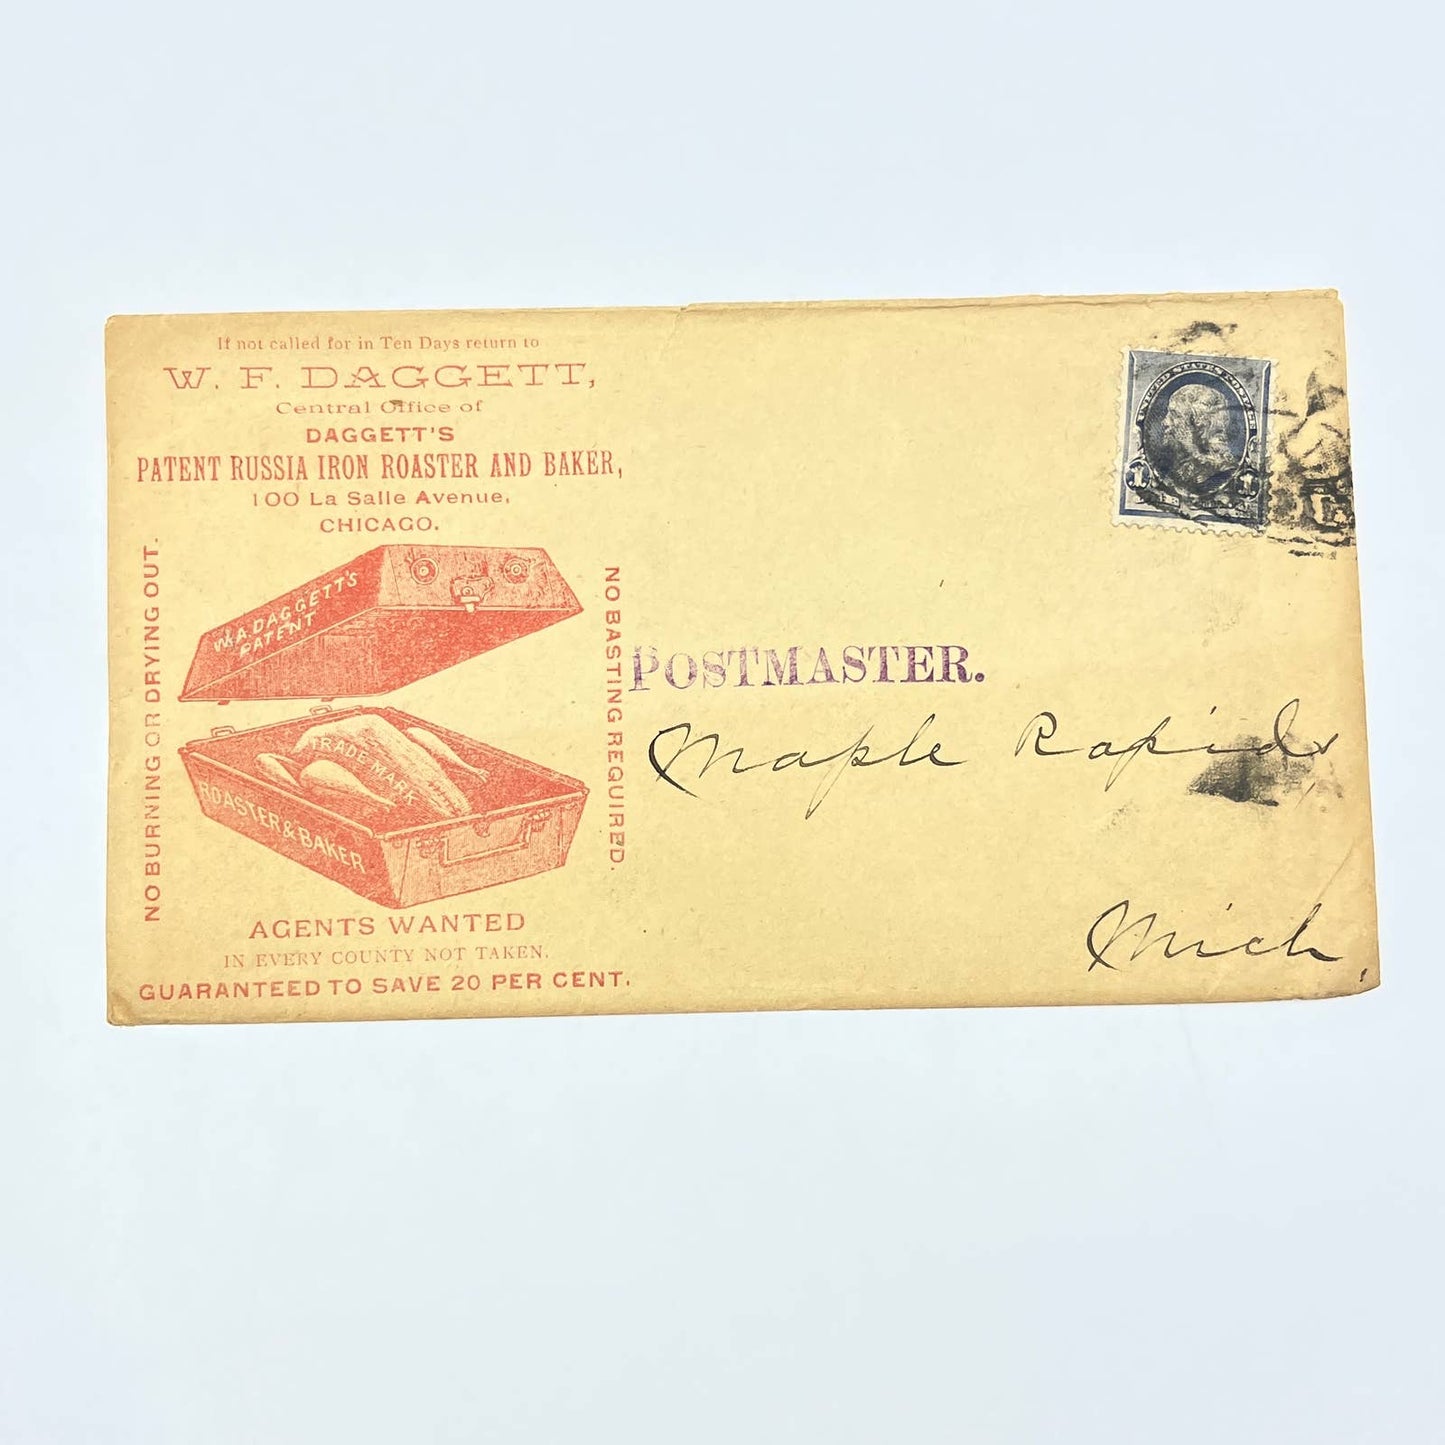 If not called for in Ten Days return to
W. F. DAGGETT,
Central Office of
DAGGETT'S
PATENT RUSSIA IRON ROASTER AND BAKER,
100 La Salle Avenue,
CHICAGO.
NO BURNING OR DRYING OUT.
W.A. DAGGETT'S
PATENT
TRADE MARK
ROASTER & BAKER
NO BASTING REQUIRED.
AGENTS WANTED
IN EVERY COUNTY NOT TAKEN.
GUARANTEED TO SAVE 20 PER CENT.
UNITED STATES POSTAGE
1 1
POSTMASTER.
Maple Rapids
Mich,